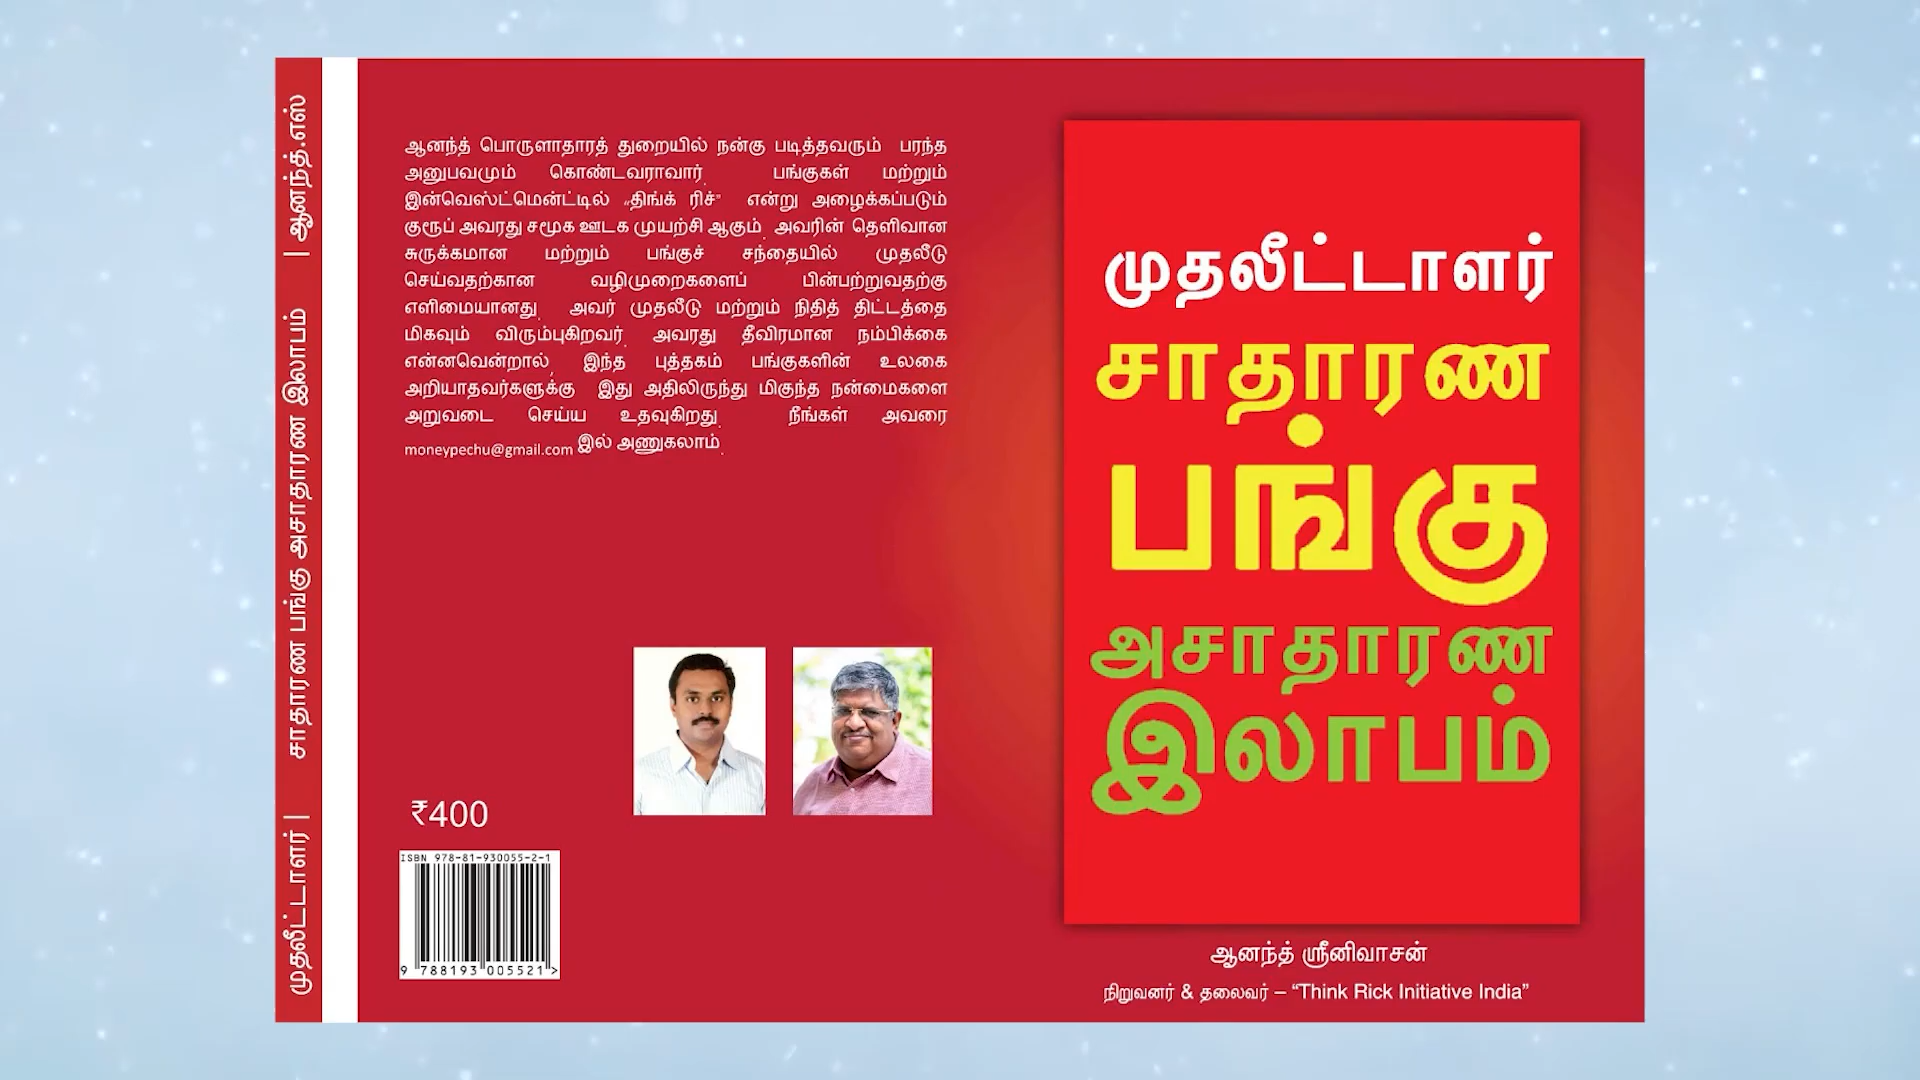 முதலீட்டாளர் | சாதாரண பங்கு அசாதாரண இலாபம் | ஆனந்த.எஸ்
ஆனந்த் பொருளாதாரத் துறையில் நன்கு படித்தவரும் பரந்த
அனுபவமும் கொண்டவராவார். பங்குகள் மற்றும்
இன்வெஸ்ட்மென்ட்டில் “திங்க் ரிச்” என்று அழைக்கப்படும்
குரூப் அவரது சமூக ஊடக முயற்சி ஆகும். அவரின் தெளிவான
சுருக்கமான மற்றும் பங்குச் சந்தையில் முதலீடு
செய்வதற்கான வழிமுறைகளைப் பின்பற்றுவதற்கு
எளிமையானது. அவர் முதலீடு மற்றும் நிதித் திட்டத்தை
மிகவும் விரும்புகிறவர். அவரது தீவிரமான நம்பிக்கை
என்னவென்றால், இந்த புத்தகம் பங்குகளின் உலகை
அறியாதவர்களுக்கு இது அதிலிருந்து மிகுந்த நன்மைகளை
அறுவடை செய்ய உதவுகிறது. நீங்கள் அவரை
moneypechu@gmail.com இல் அணுகலாம்.
₹400
ISBN 978-81-930055-2-1
9 788193 005521 >
முதலீட்டாளர்
சாதாரண
பங்கு
அசாதாரண
இலாபம்
ஆனந்த் ஸ்ரீனிவாசன்
நிறுவனர் & தலைவர் – “Think Rick Initiative India”